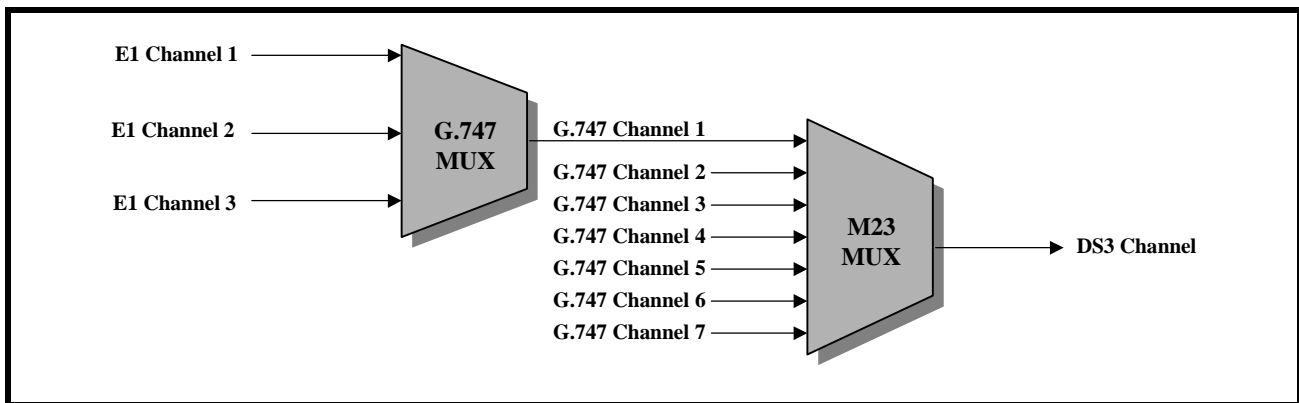 E1 Channel 1
E1 Channel 2
E1 Channel 3
G.747
MUX
G.747 Channel 1
G.747 Channel 2
G.747 Channel 3
G.747 Channel 4
G.747 Channel 5
G.747 Channel 6
G.747 Channel 7
M23
MUX
DS3 Channel